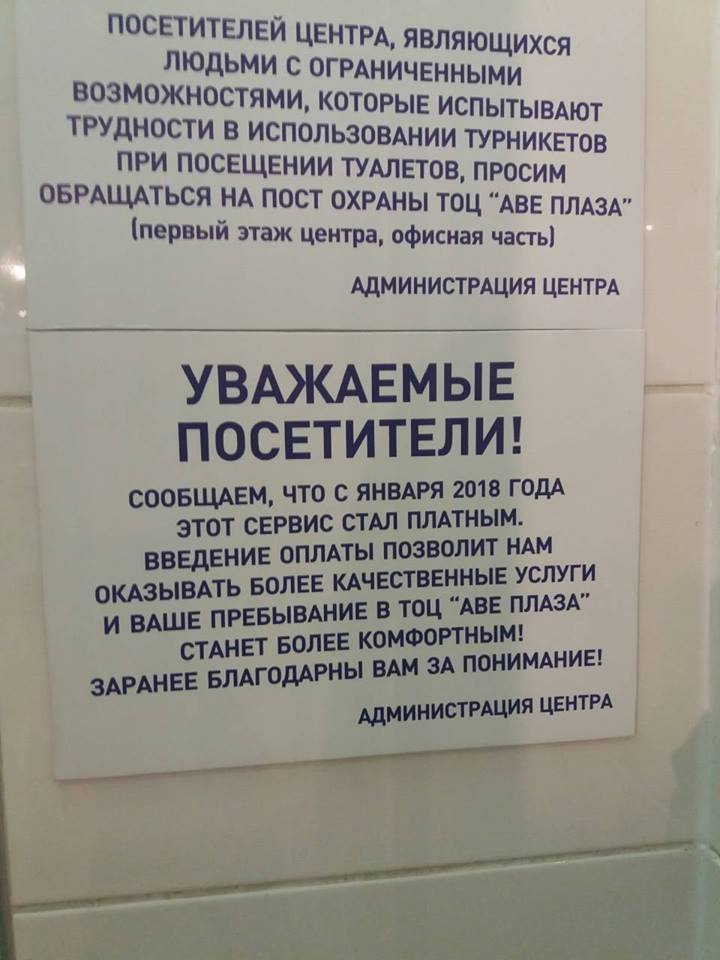 ПОСЕТИТЕЛЕЙ ЦЕНТРА, ЯВЛЯЮЩИХСЯ
ЛЮДЬМИ С ОГРАНИЧЕННЫМИ
ВОЗМОЖНОСТЯМИ, КОТОРЫЕ ИСПЫТЫВАЮТ
ТРУДНОСТИ В ИСПОЛЬЗОВАНИИ ТУРНИКЕТОВ
ПРИ ПОСЕЩЕНИИ ТУАЛЕТОВ, ПРОСИМ
ОБРАЩАТЬСЯ НА ПОСТ ОХРАНЫ ТОЦ "АВЕ ПЛАЗА"
(первый этаж центра, офисная часть)
АДМИНИСТРАЦИЯ ЦЕНТРА
УВАЖАЕМЫЕ
ПОСЕТИТЕЛИ!
СООБЩАЕМ, ЧТО С ЯНВАРЯ 2018 ГОДА
ЭТОТ СЕРВИС СТАЛ ПЛАТНЫМ.
ВВЕДЕНИЕ ОПЛАТЫ ПОЗВОЛИТ НАМ
ОКАЗЫВАТЬ БОЛЕЕ КАЧЕСТВЕННЫЕ УСЛУГИ
И ВАШЕ ПРЕБЫВАНИЕ В ТОЦ "АВЕ ПЛАЗА"
СТАНЕТ БОЛЕЕ КОМФОРТНЫМ!
ЗАРАНЕЕ БЛАГОДАРНЫ ВАМ ЗА ПОНИМАНИЕ!
АДМИНИСТРАЦИЯ ЦЕНТРА